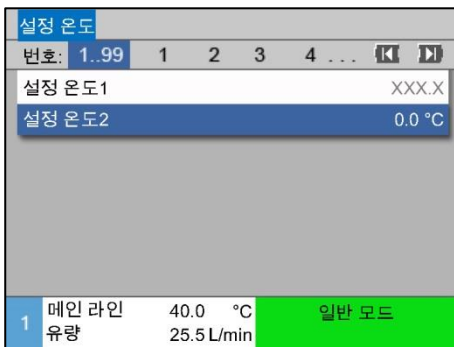 설정 온도
번호: 1..99 1 2 3 4 ...
설정 온도1 XXX.X
설정 온도2 0.0 °C
1 메인 라인 40.0 °C 일반 모드
유량 25.5 L/min